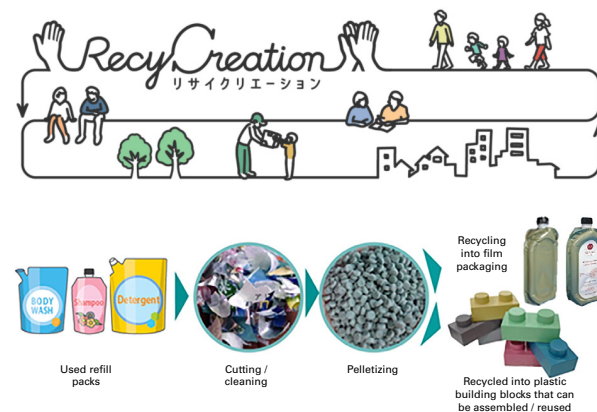 RecyCreation
リサイクリエーション
Recycling
into film
packaging
BODY
WASH
Shampoo
Detergent
Used refill
packs
Cutting /
cleaning
Pelletizing
Recycled into plastic
building blocks that can
be assembled / reused